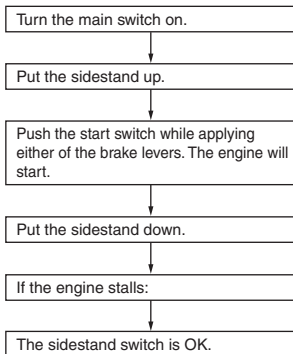 Turn the main switch on.
Put the sidestand up.
Push the start switch while applying
either of the brake levers. The engine will
start.
Put the sidestand down.
If the engine stalls:
The sidestand switch is OK.